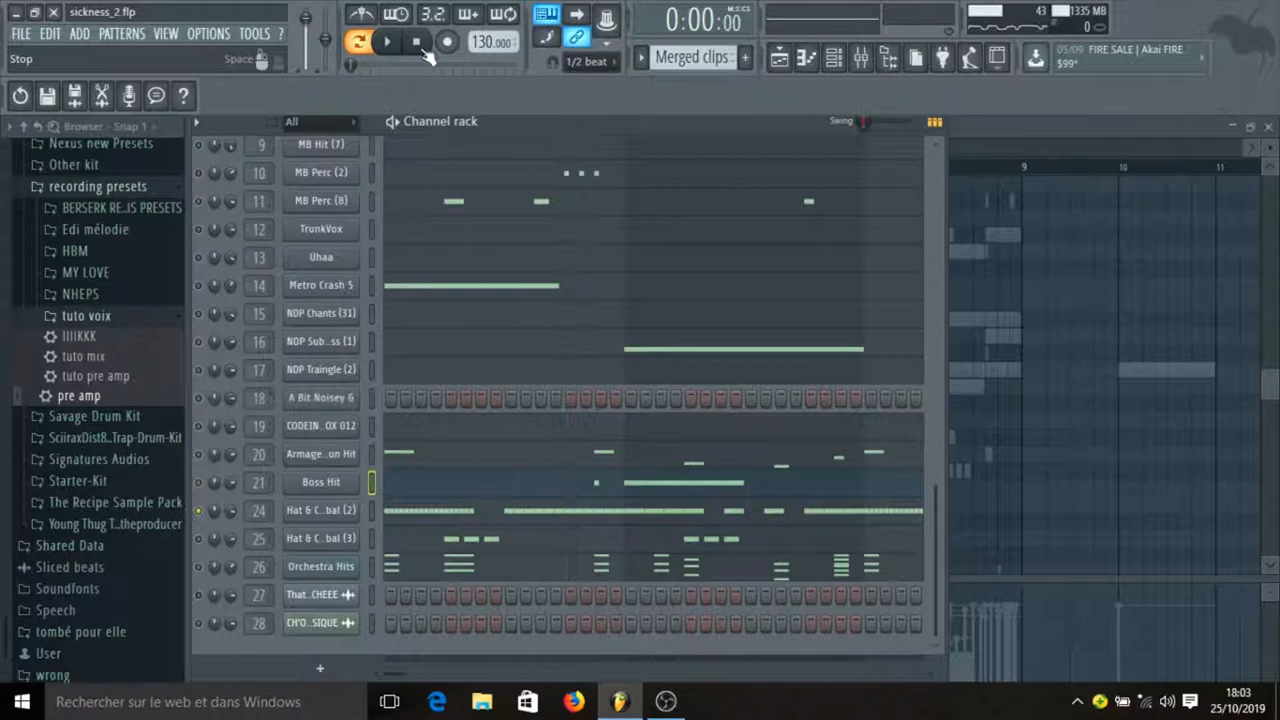 sickness_2.flp
FILE EDIT ADD PATTERNS VIEW OPTIONS TOOLS ?
Stop Space
3.2.
130.000
0:00:00
M:S:CS
1/2 beat
Merged clips
43 1335 MB
05/09 FIRE SALE | Akai FIRE.
$99*
Browser - Snap 1
Nexus new Presets
Other kit
recording presets
BERSERK RE..IS PRESETS
Edi mélodie
HBM
MY LOVE
NHEPS
tuto voix
IIIIKKK
tuto mix
tuto pre amp
pre amp
Savage Drum Kit
SciiraxDist8...Trap-Drum-Kit
Signatures Audios
Starter-Kit
The Recipe Sample Pack
Young Thug T...theproducer
Shared Data
Sliced beats
Soundfonts
Speech
tombé pour elle
User
wrong
All
Channel rack
Swing
9 MB Hit (7)
10 MB Perc (2)
11 MB Perc (8)
12 TrunkVox
13 Uhaa
14 Metro Crash 5
15 NDP Chants (31)
16 NDP Sub...ss (1)
17 NDP Traingle (2)
18 A Bit Noisey &
19 CODEIN..OX 012
20 Armage..on Hit
21 Boss Hit
24 Hat & C..bal (2)
25 Hat & C..bal (3)
26 Orchestra Hits
27 That..CHEEE
28 CH'O..SIQUE
+
9 10 11
Rechercher sur le web et dans Windows
18:03
25/10/2019